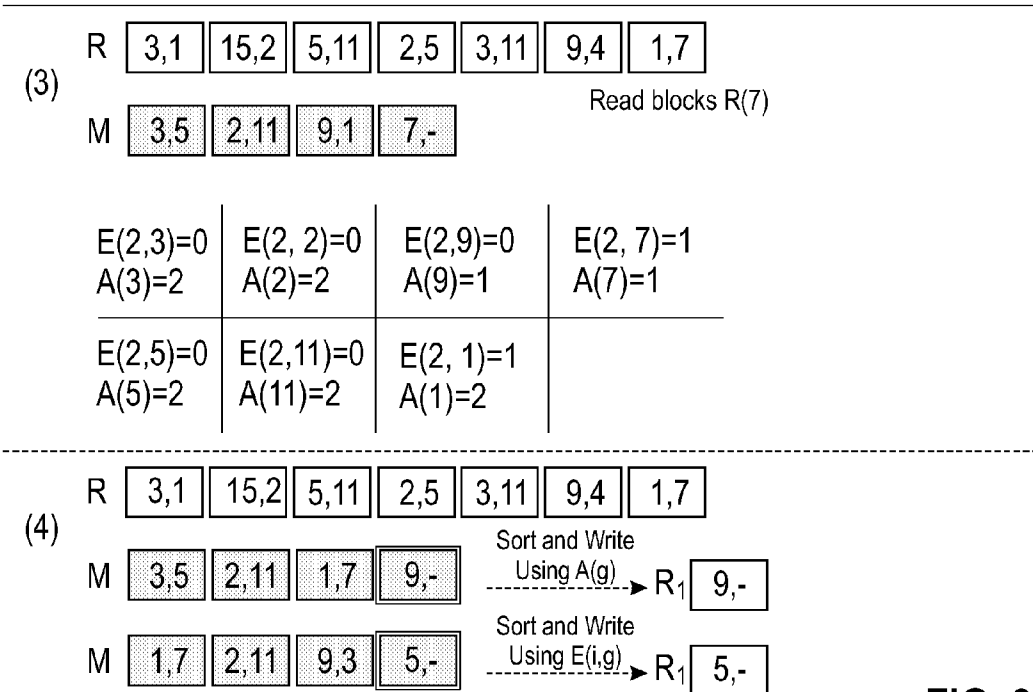 R 3,1 15,2 5,11 2,5 3,11 9,4 1,7
(3)
Read blocks R(7)
M 3,5 2,11 9,1 7,-
E(2,3)=0 E(2, 2)=0 E(2,9)=0 E(2, 7)=1
A(3)=2 A(2)=2 A(9)=1 A(7)=1
E(2,5)=0 E(2,11)=0 E(2, 1)=1
A(5)=2 A(11)=2 A(1)=2
R 3,1 15,2 5,11 2,5 3,11 9,4 1,7
(4)
Sort and Write
M 3,5 2,11 1,7 9,- Using A(g) R1 9,-
Sort and Write
M 1,7 2,11 9,3 5,- Using E(i,g) R1 5,-